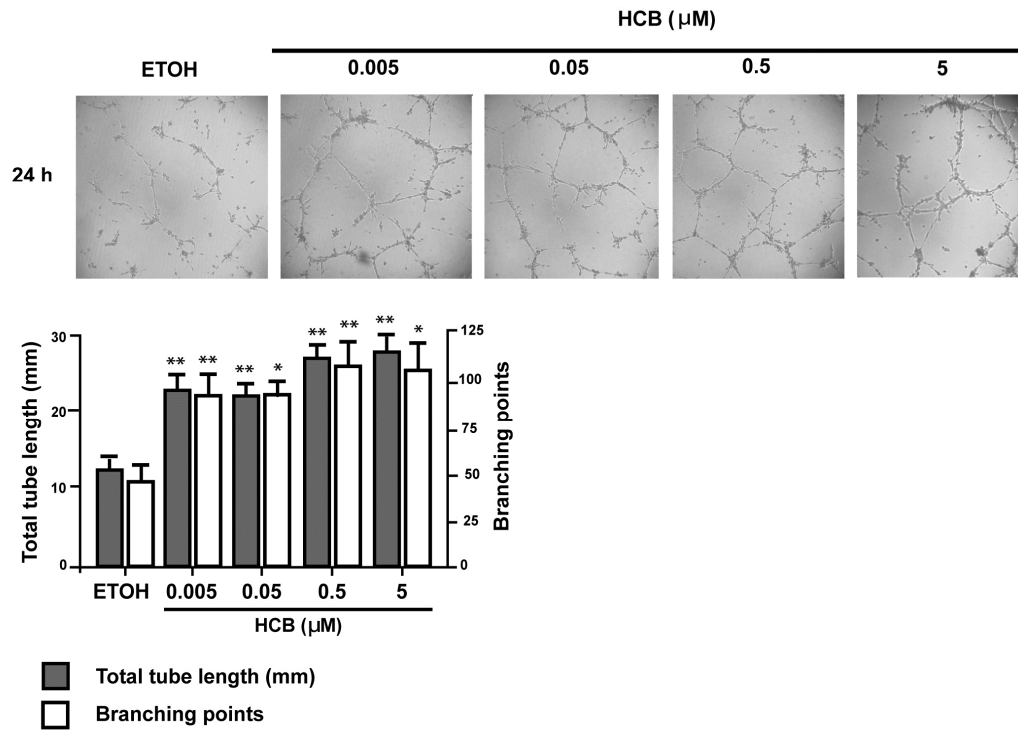 HCB (µM)
ETOH 0.005 0.05 0.5 5
24 h
Total tube length (mm)
30
20
10
0
** ** ** * ** ** ** *
125
100
75
50
25
0
Branching points
ETOH 0.005 0.05 0.5 5
HCB (µM)
Total tube length (mm)
Branching points